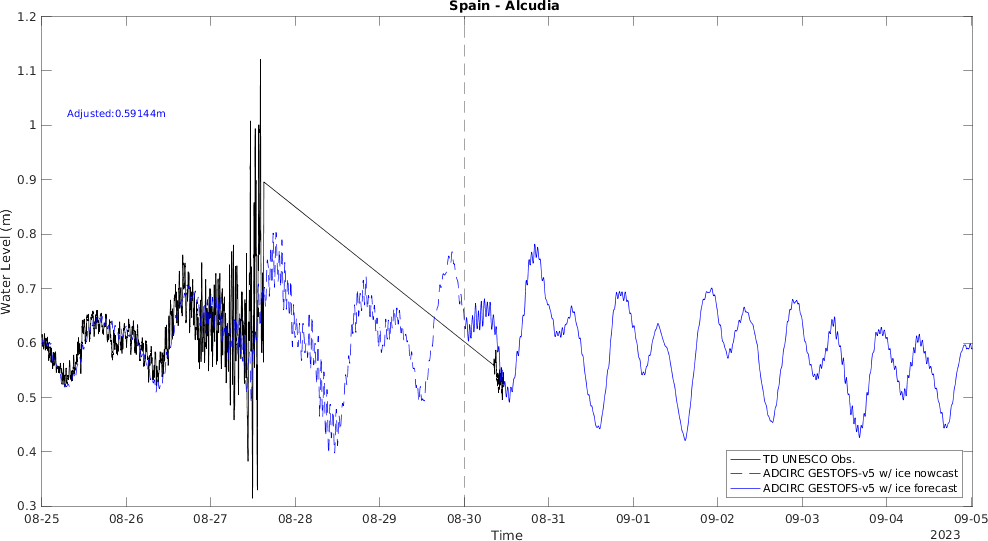 Spain - Alcudia
1.2
1.1
1
0.9
0.8
0.7
0.6
0.5
0.4
0.3
Water Level (m)
Adjusted:0.59144m
TD UNESCO Obs.
ADCIRC GESTOFS-v5 w/ ice nowcast
ADCIRC GESTOFS-v5 w/ ice forecast
08-25 08-26 08-27 08-28 08-29 08-30 08-31 09-01 09-02 09-03 09-04 09-05
Time
2023